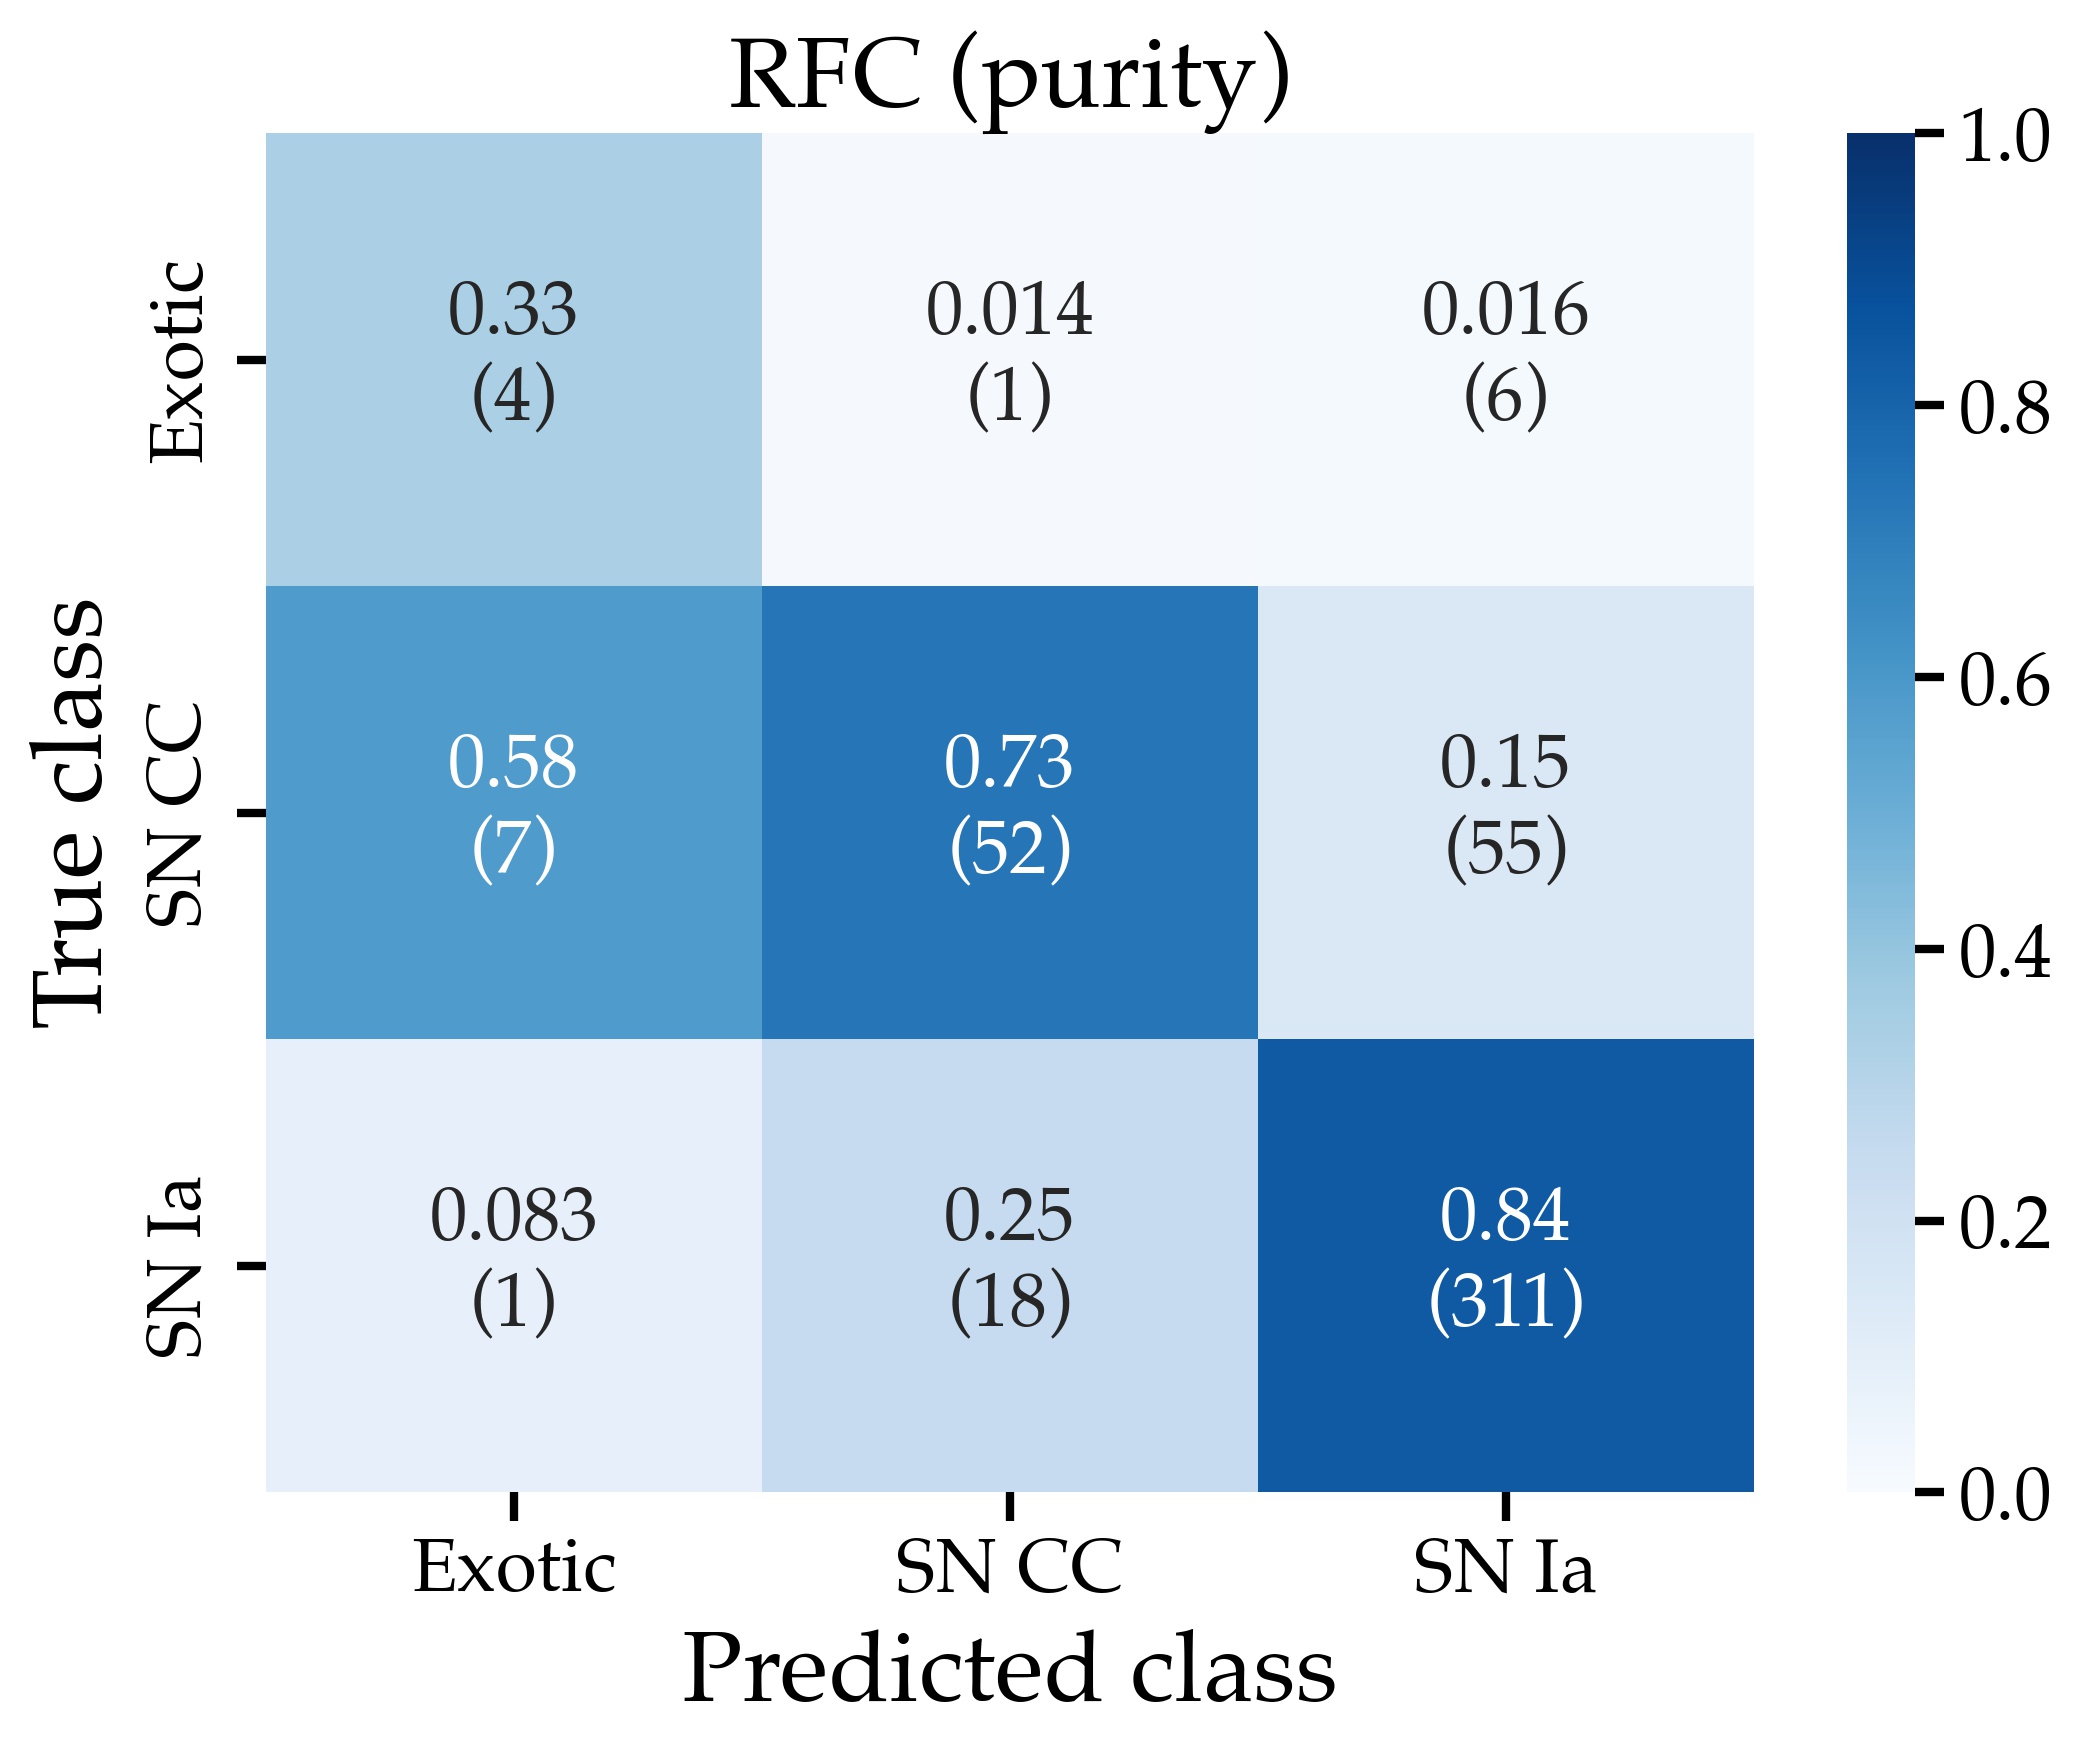 RFC (purity)
True class
Exotic
SN CC
SN Ia
0.33
(4)
0.014
(1)
0.016
(6)
0.58
(7)
0.73
(52)
0.15
(55)
0.083
(1)
0.25
(18)
0.84
(311)
Exotic
SN CC
SN Ia
Predicted class
1.0
0.8
0.6
0.4
0.2
0.0